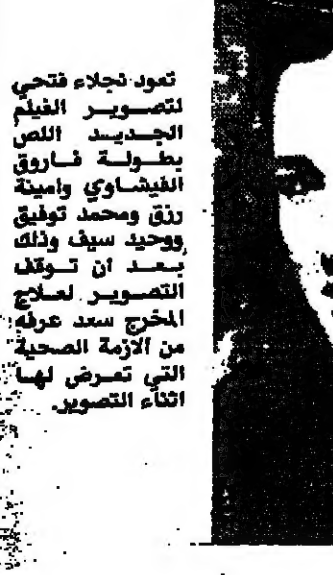 تعود نجلاء فتحي
لتصوير الفيلم
الجديد اللص
بطولة فاروق
الفيشاوي وامينة
رزق ومحمد توفيق
ووحيد سيف وذلك
بعد ان توقف
التصوير لعلاج
المخرج سعد عرفه
من الازمة الصحية
التي تعرض لها
اثناء التصوير.